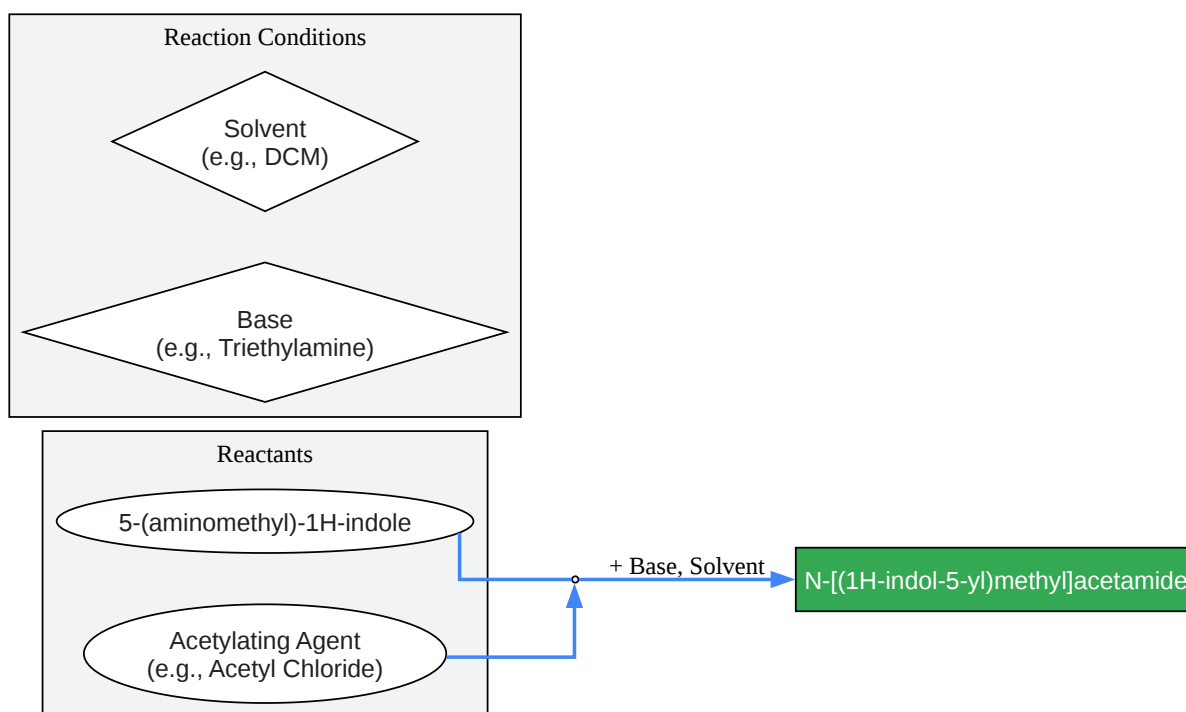 Reaction Conditions
Solvent
(e.g., DCM)
Base
(e.g., Triethylamine)
Reactants
5-(aminomethyl)-1H-indole
+ Base, Solvent
N-[(1H-indol-5-yl)methyl]acetamide
Acetylating Agent
(e.g., Acetyl Chloride)